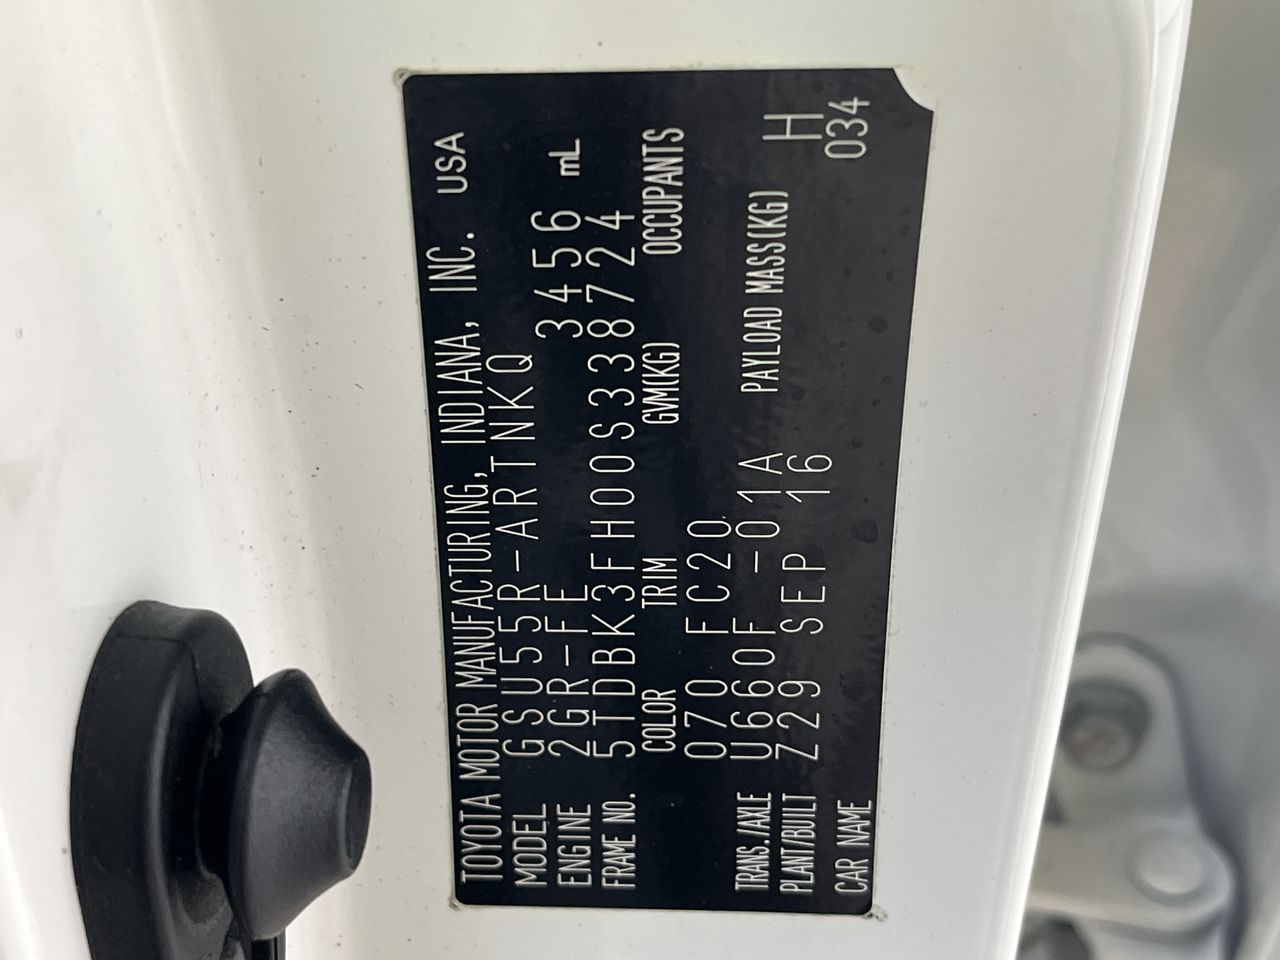 TOYOTA MOTOR MANUFACTURING, INDIANA, INC. USA
MODEL GSU55R-ARTNKQ
ENGINE 2GR-FE 3456 mL
FRAME NO. 5TDBK3FH00S338724
COLOR TRIM GVM(KG) OCCUPANTS
070 FC20
TRANS./AXLE U660F -01A PAYLOAD MASS(KG)
PLANT/BUILT Z29 SEP 16 H
CAR NAME 034